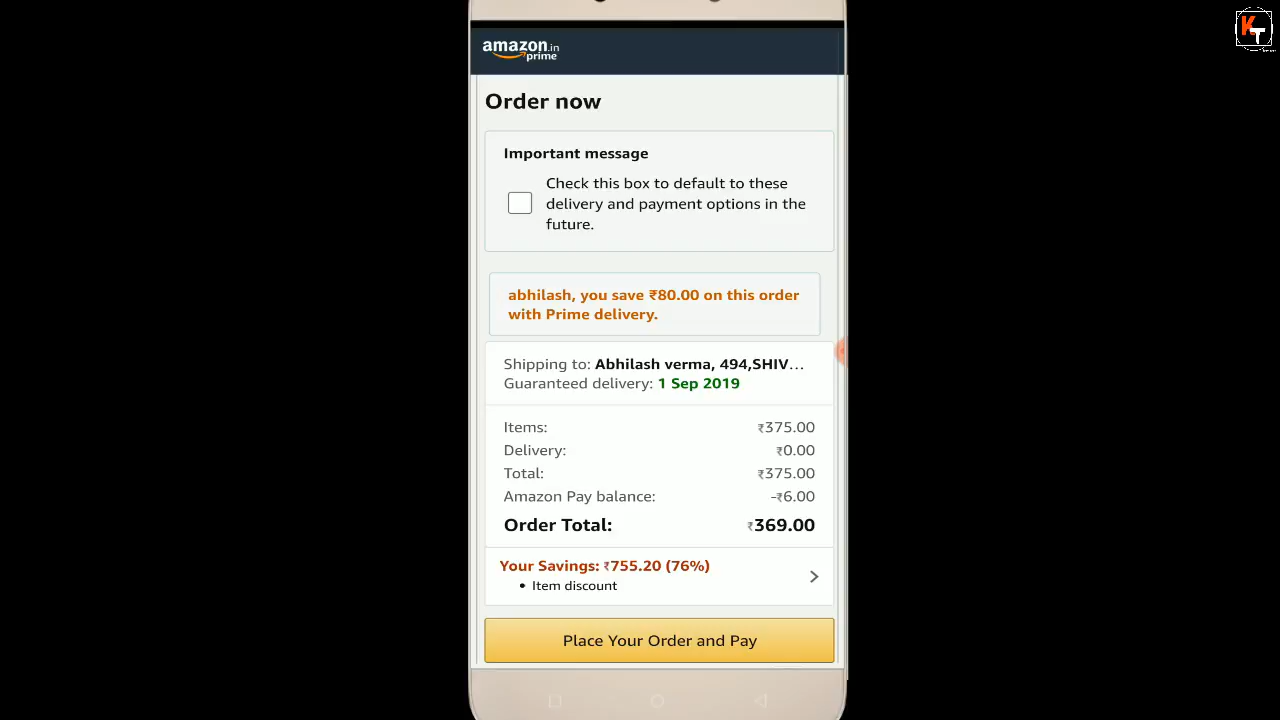 KT
amazon.in
prime
Order now
Important message
Check this box to default to these
delivery and payment options in the
future.
abhilash, you save ₹80.00 on this order
with Prime delivery.
Shipping to: Abhilash verma, 494,SHIV...
Guaranteed delivery: 1 Sep 2019
Items: ₹375.00
Delivery: ₹0.00
Total: ₹375.00
Amazon Pay balance: -₹6.00
Order Total: ₹369.00
Your Savings: ₹755.20 (76%)
• Item discount
Place Your Order and Pay